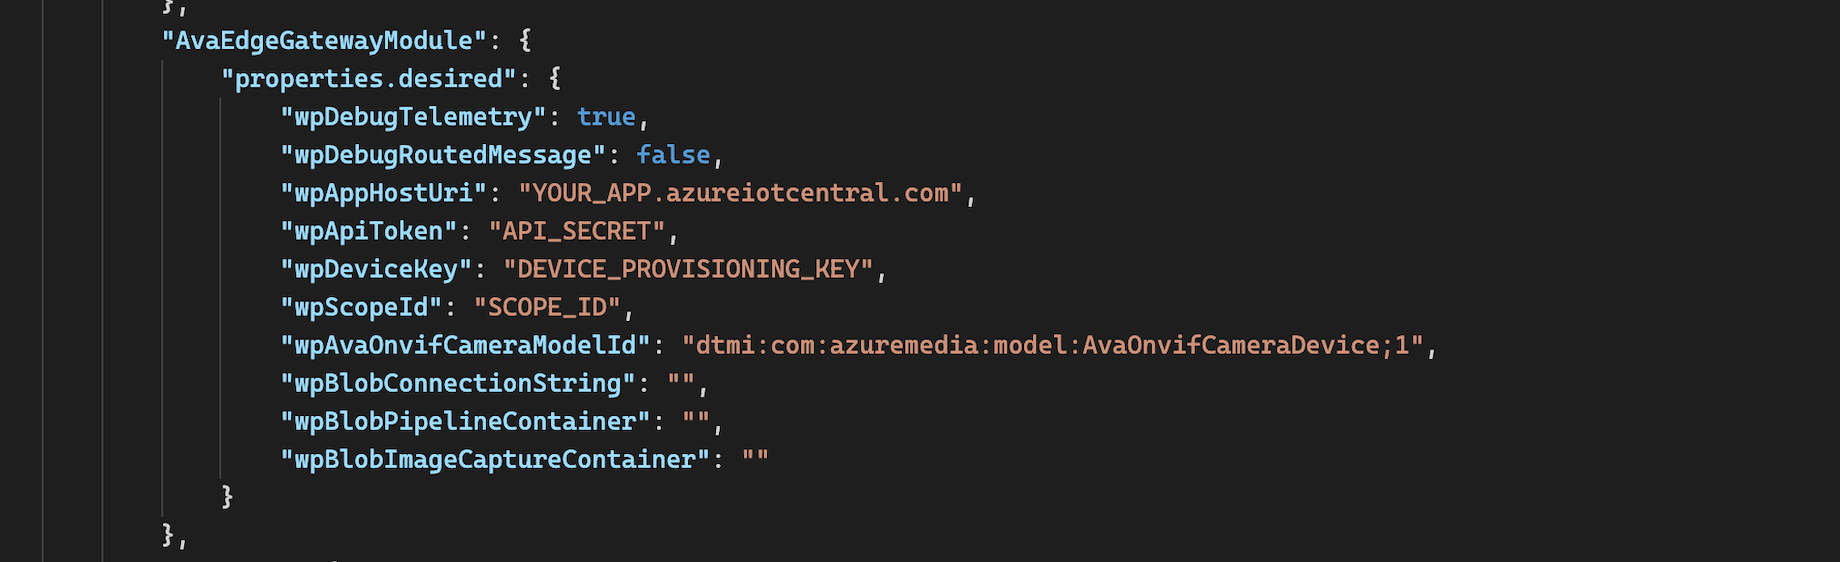 },
"AvaEdgeGatewayModule": {
"properties.desired": {
"wpDebugTelemetry": true,
"wpDebugRoutedMessage": false,
"wpAppHostUri": "YOUR_APP.azureiotcentral.com",
"wpApiToken": "API_SECRET",
"wpDeviceKey": "DEVICE_PROVISIONING_KEY",
"wpScopeId": "SCOPE_ID",
"wpAvaOnvifCameraModelId": "dtmi:com:azuremedia:model:AvaOnvifCameraDevice;1",
"wpBlobConnectionString": "",
"wpBlobPipelineContainer": "",
"wpBlobImageCaptureContainer": ""
}
},